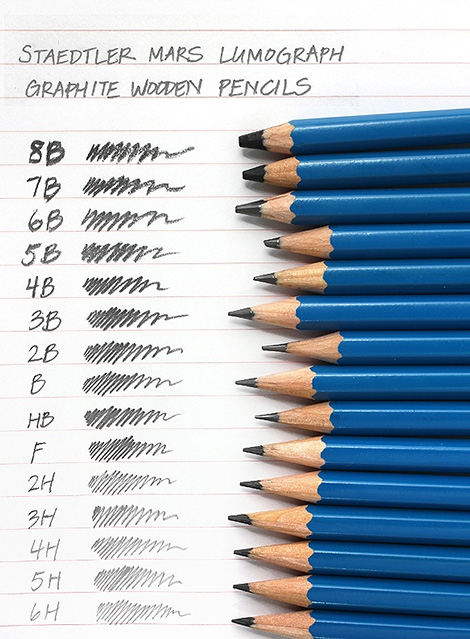 STAEDTLER MARS LUMOGRAPH
GRAPHITE WOODEN PENCILS
8B
7B
6B
5B
4B
3B
2B
B
HB
F
2H
3H
4H
5H
6H